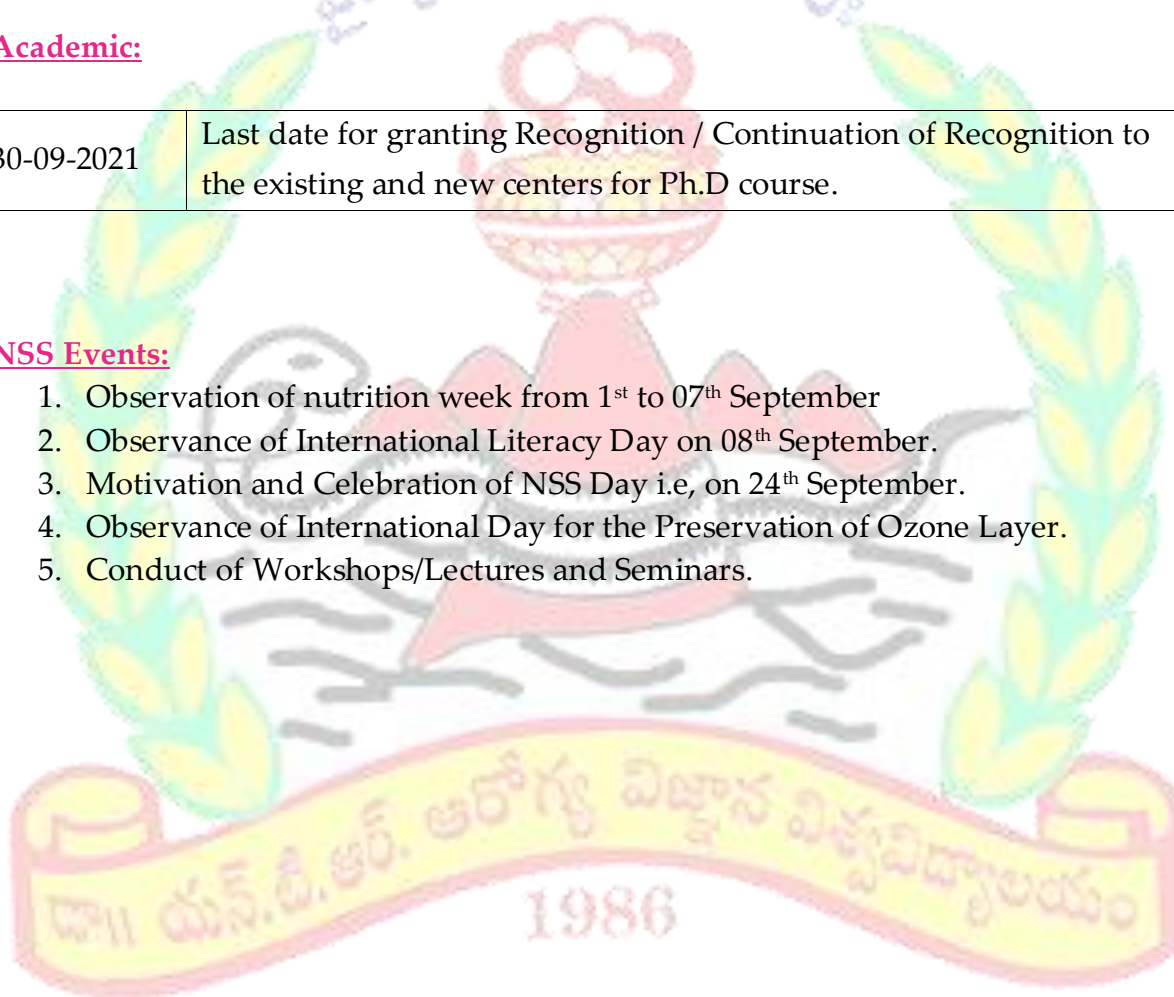 Academic:
30-09-2021 Last date for granting Recognition / Continuation of Recognition to
the existing and new centers for Ph.D course.
NSS Events:
1. Observation of nutrition week from 1st to 07th September
2. Observance of International Literacy Day on 08th September.
3. Motivation and Celebration of NSS Day i.e, on 24th September.
4. Observance of International Day for the Preservation of Ozone Layer.
5. Conduct of Workshops/Lectures and Seminars.
డా|| యన్.టి.ఆర్. ఆరోగ్య విజ్ఞాన విశ్వవిద్యాలయం
1986